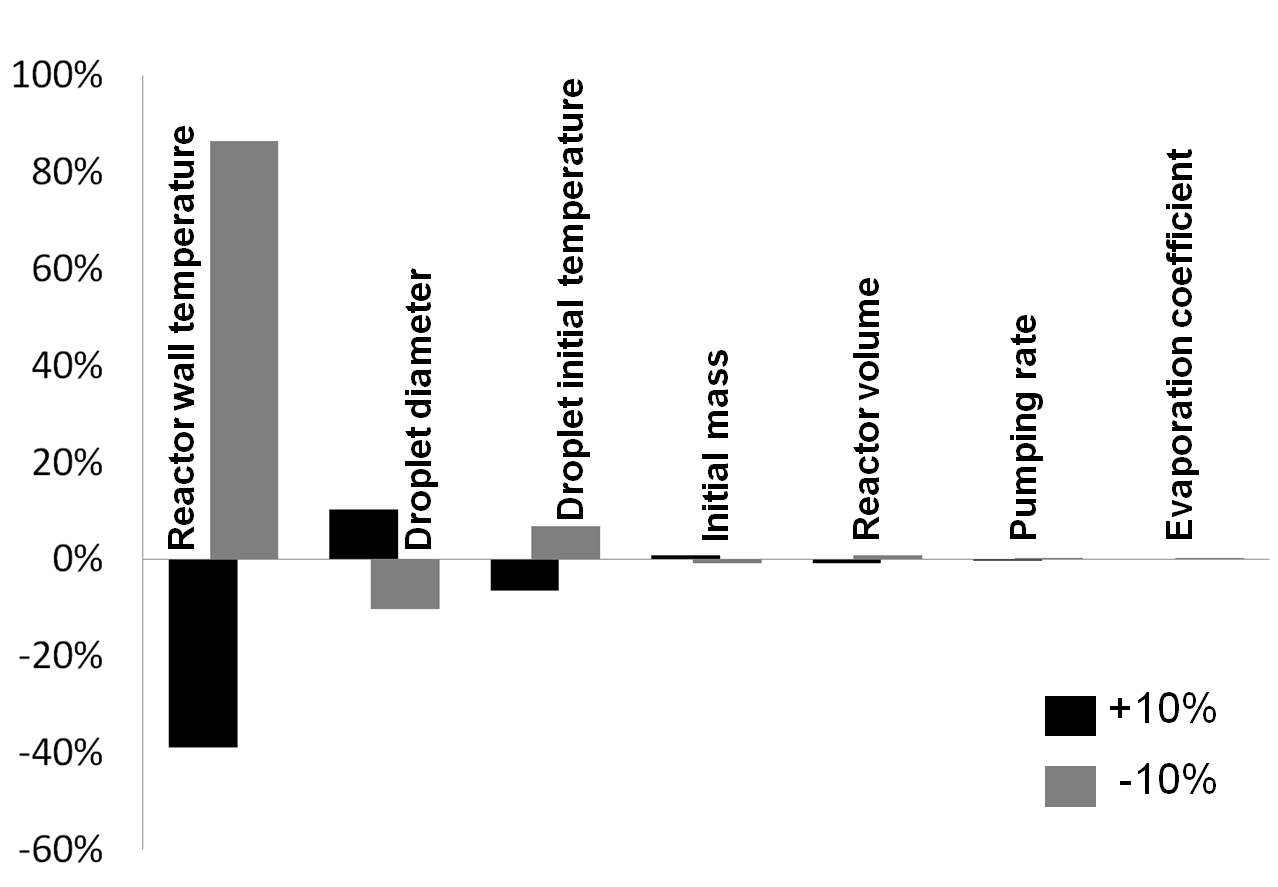 100%
80%
60%
40%
20%
0%
-20%
-40%
-60%
Reactor wall temperature
Droplet diameter
Droplet initial temperature
Initial mass
Reactor volume
Pumping rate
Evaporation coefficient
+10%
-10%